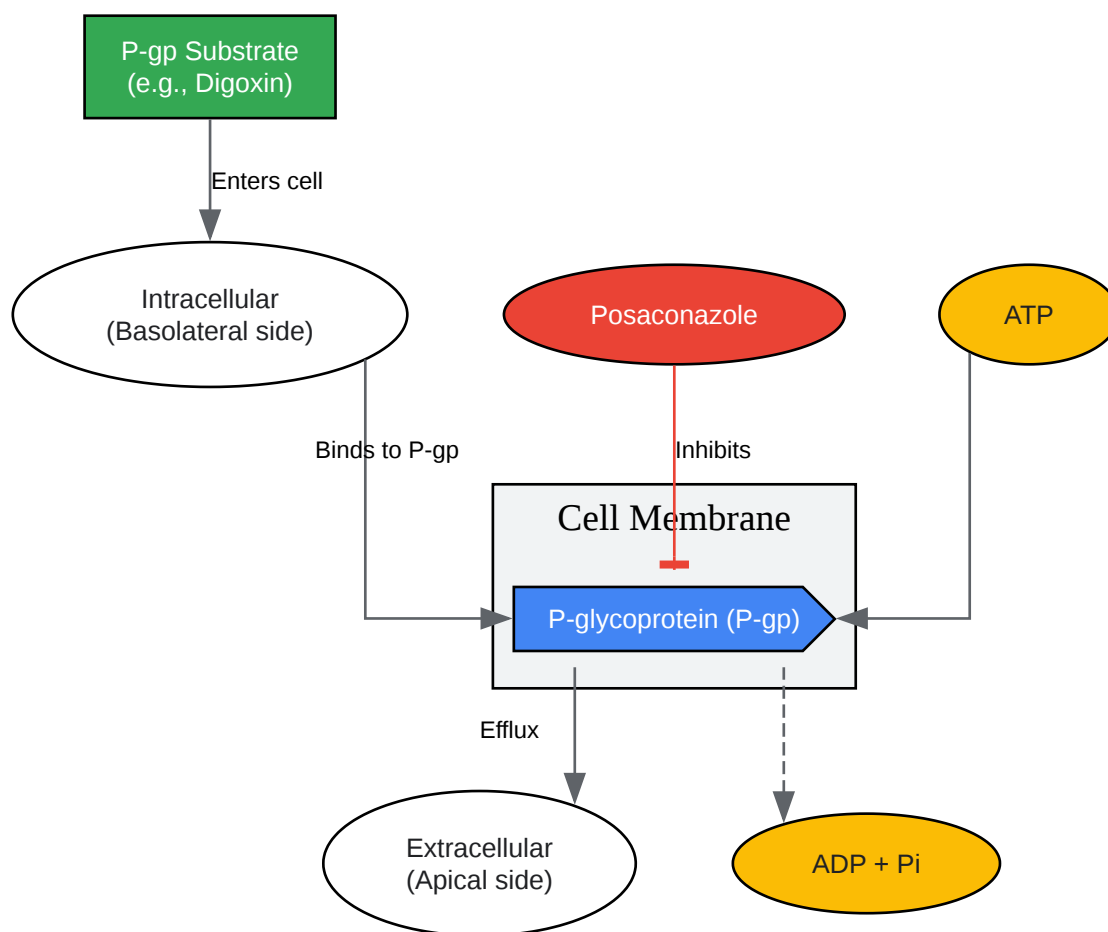 P-gp Substrate
(e.g., Digoxin)
Enters cell
Intracellular
(Basolateral side)
Posaconazole
ATP
Binds to P-gp
Inhibits
Cell Membrane
P-glycoprotein (P-gp)
Efflux
Extracellular
(Apical side)
ADP + Pi